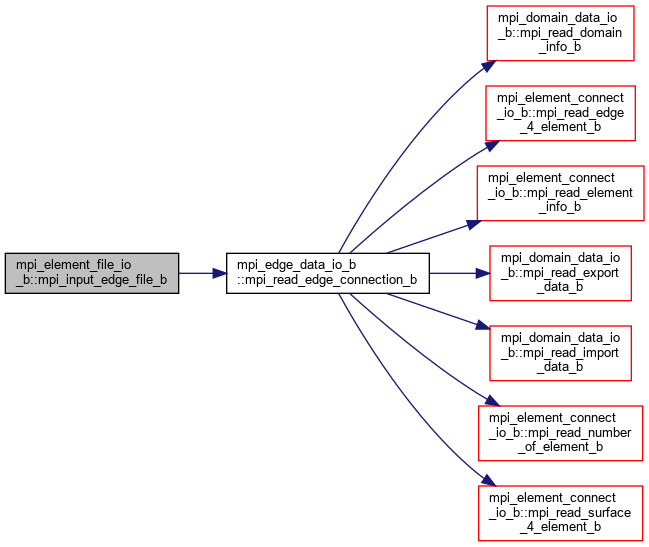 mpi_element_file_io
_b::mpi_input_edge_file_b
mpi_edge_data_io_b
::mpi_read_edge_connection_b
mpi_domain_data_io
_b::mpi_read_domain
_info_b
mpi_element_connect
_io_b::mpi_read_edge
_4_element_b
mpi_element_connect
_io_b::mpi_read_element
_info_b
mpi_domain_data_io
_b::mpi_read_export
_data_b
mpi_domain_data_io
_b::mpi_read_import
_data_b
mpi_element_connect
_io_b::mpi_read_number
_of_element_b
mpi_element_connect
_io_b::mpi_read_surface
_4_element_b